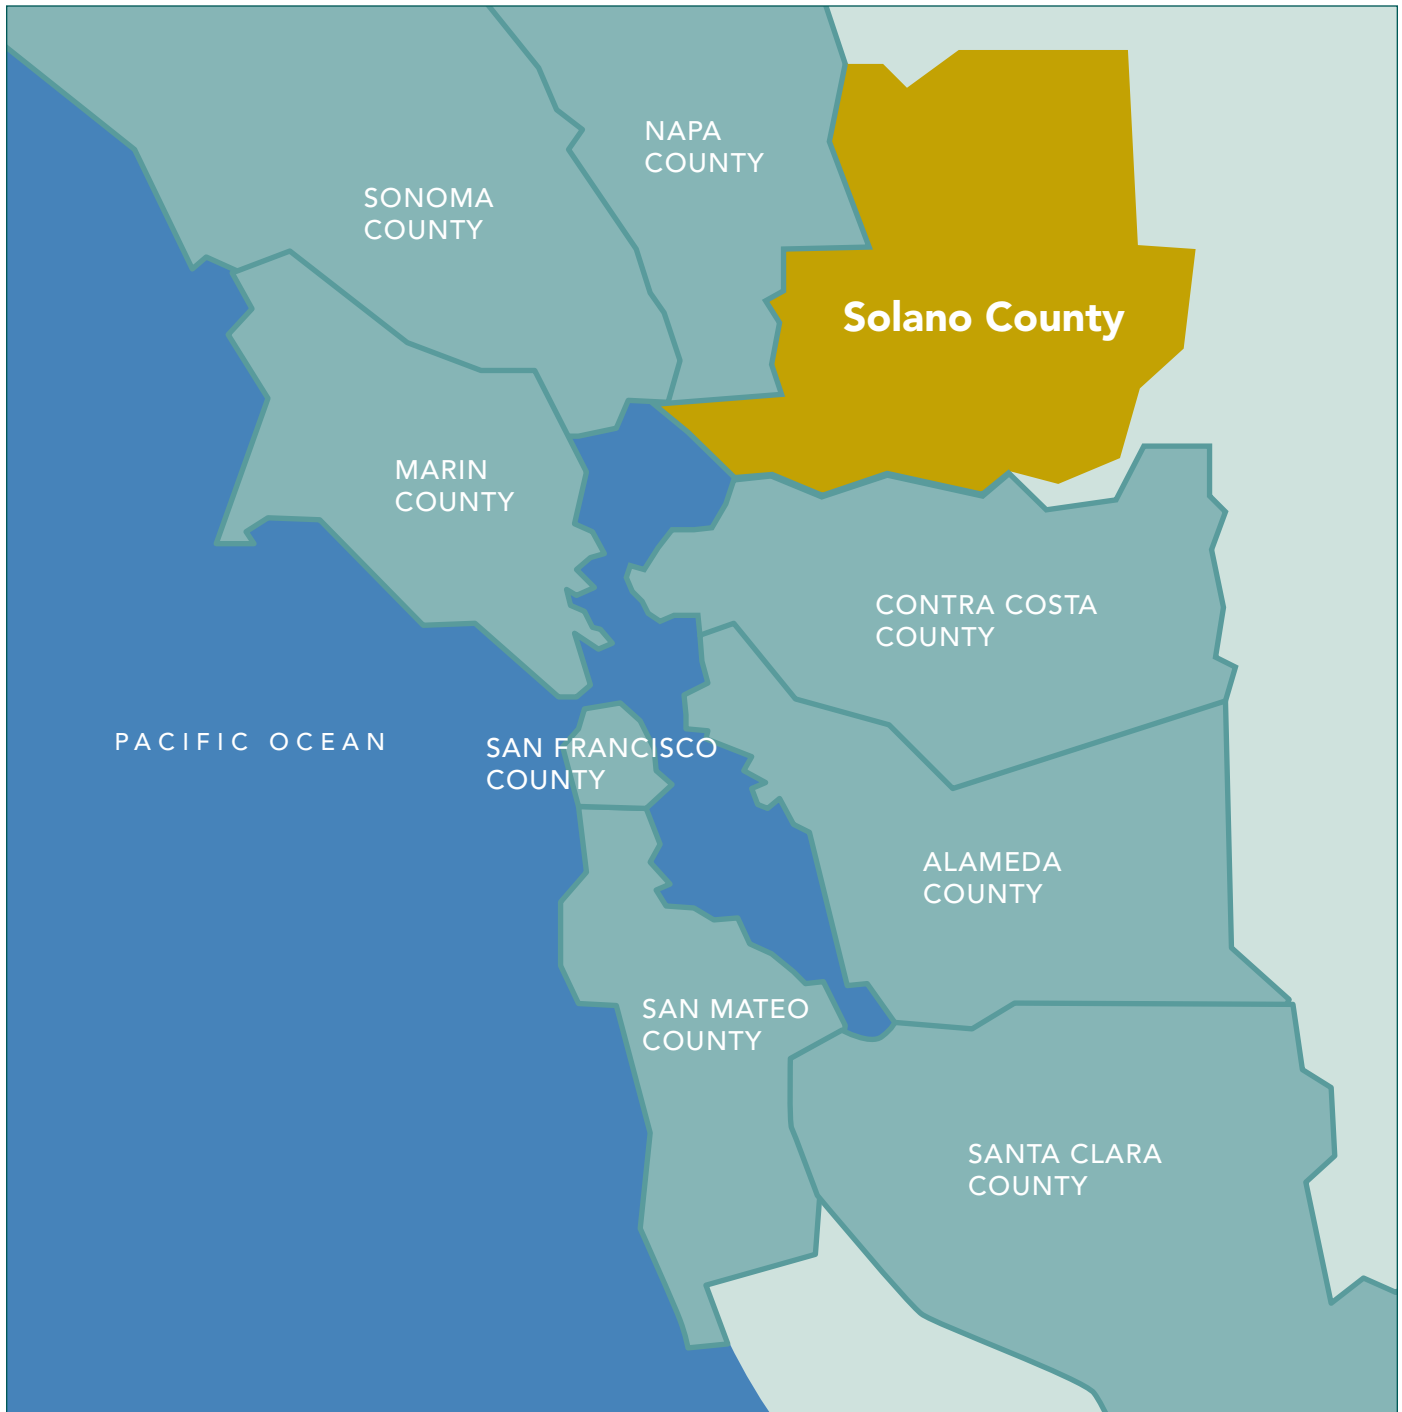 NAPA
COUNTY
SONOMA
COUNTY
Solano County
MARIN
COUNTY
CONTRA COSTA
COUNTY
PACIFIC OCEAN
SAN FRANCISCO
COUNTY
ALAMEDA
COUNTY
SAN MATEO
COUNTY
SANTA CLARA
COUNTY